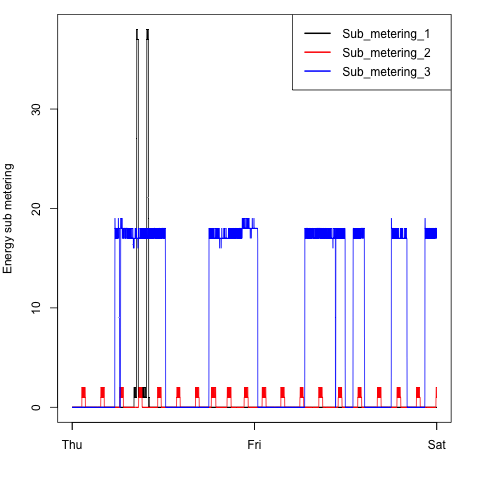 Sub_metering_1
Sub_metering_2
Sub_metering_3
Energy sub metering
30
20
10
0
Thu Fri Sat